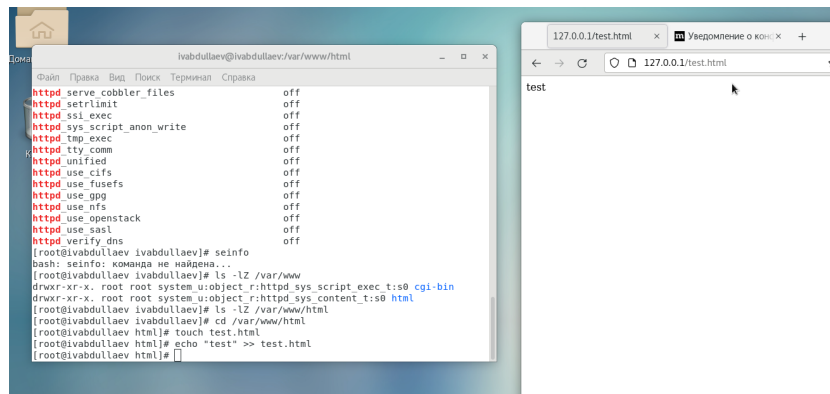 Дома
ivabdullaev@ivabdullaev:/var/www/html
Файл Правка Вид Поиск Терминал Справка
httpd_serve_cobbler_files off
httpd_setrlimit off
httpd_ssi_exec off
httpd_sys_script_anon_write off
httpd_tmp_exec off
httpd_tty_comm off
httpd_unified off
httpd_use_cifs off
httpd_use_fusefs off
httpd_use_gpg off
httpd_use_nfs off
httpd_use_openstack off
httpd_use_sasl off
httpd_verify_dns off
[root@ivabdullaev ivabdullaev]# seinfo
bash: seinfo: команда не найдена...
[root@ivabdullaev ivabdullaev]# ls -lZ /var/www
drwxr-xr-x. root root system_u:object_r:httpd_sys_script_exec_t:s0 cgi-bin
drwxr-xr-x. root root system_u:object_r:httpd_sys_content_t:s0 html
[root@ivabdullaev ivabdullaev]# ls -lZ /var/www/html
[root@ivabdullaev ivabdullaev]# cd /var/www/html
[root@ivabdullaev html]# touch test.html
[root@ivabdullaev html]# echo "test" >> test.html
[root@ivabdullaev html]#
127.0.0.1/test.html
m Уведомление о кон
127.0.0.1/test.html
test